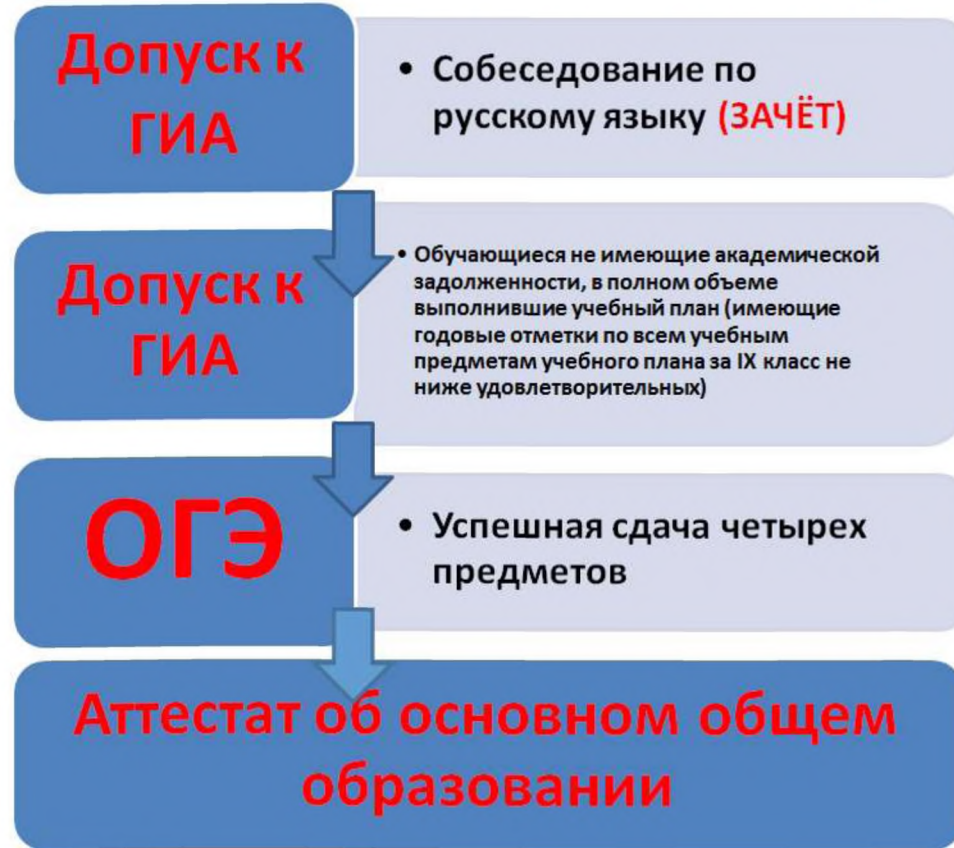 Допуск к
ГИА
• Собеседование по
русскому языку (ЗАЧЁТ)
Допуск к
ГИА
• Обучающиеся не имеющие академической
задолженности, в полном объеме
выполнившие учебный план (имеющие
годовые отметки по всем учебным
предметам учебного плана за IX класс не
ниже удовлетворительных)
ОГЭ
• Успешная сдача четырех
предметов
Аттестат об основном общем
образовании